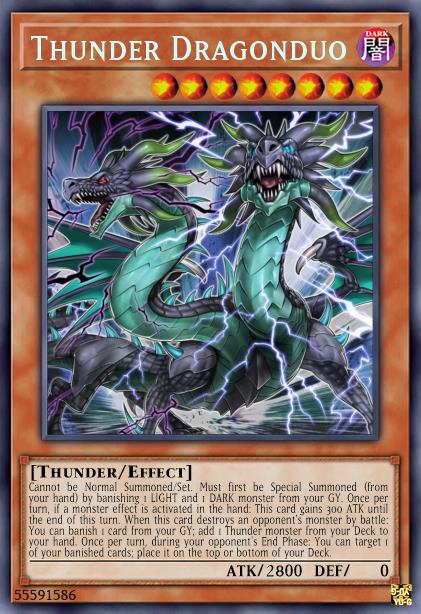 THUNDER DRAGONDUO
DARK
闇
[THUNDER/EFFECT]
Cannot be Normal Summoned/Set. Must first be Special Summoned (from
your hand) by banishing 1 LIGHT and 1 DARK monster from your GY. Once per
turn, if a monster effect is activated in the hand: This card gains 300 ATK until
the end of this turn. When this card destroys an opponent's monster by battle:
You can banish 1 card from your GY; add 1 Thunder monster from your Deck to
your hand. Once per turn, during your opponent's End Phase: You can target 1
of your banished cards; place it on the top or bottom of your Deck.
ATK/2800 DEF/ 0
55591586